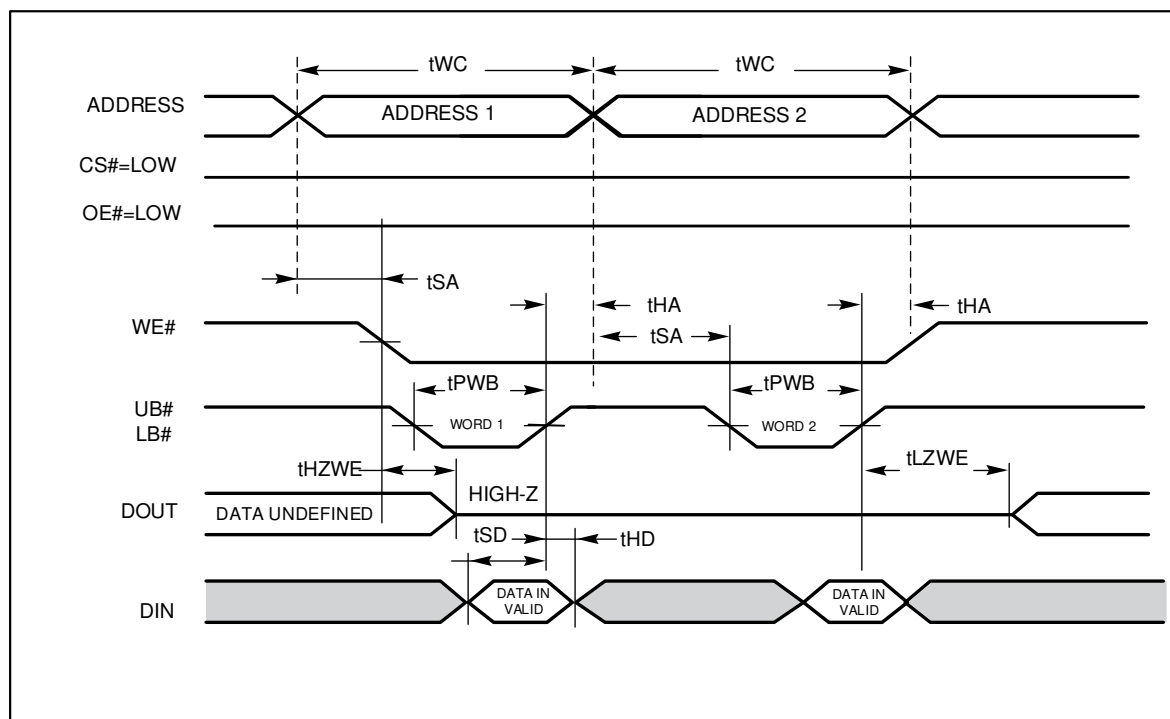 tWC tWC
ADDRESS ADDRESS 1 ADDRESS 2
CS#=LOW
OE#=LOW
tSA tHA tHA
WE# tSA
tPWB tPWB
UB# WORD 1 WORD 2
LB#
tHZWE tLZWE
HIGH-Z
DOUT DATA UNDEFINED
tSD tHD
DIN DATA IN DATA IN
VALID VALID